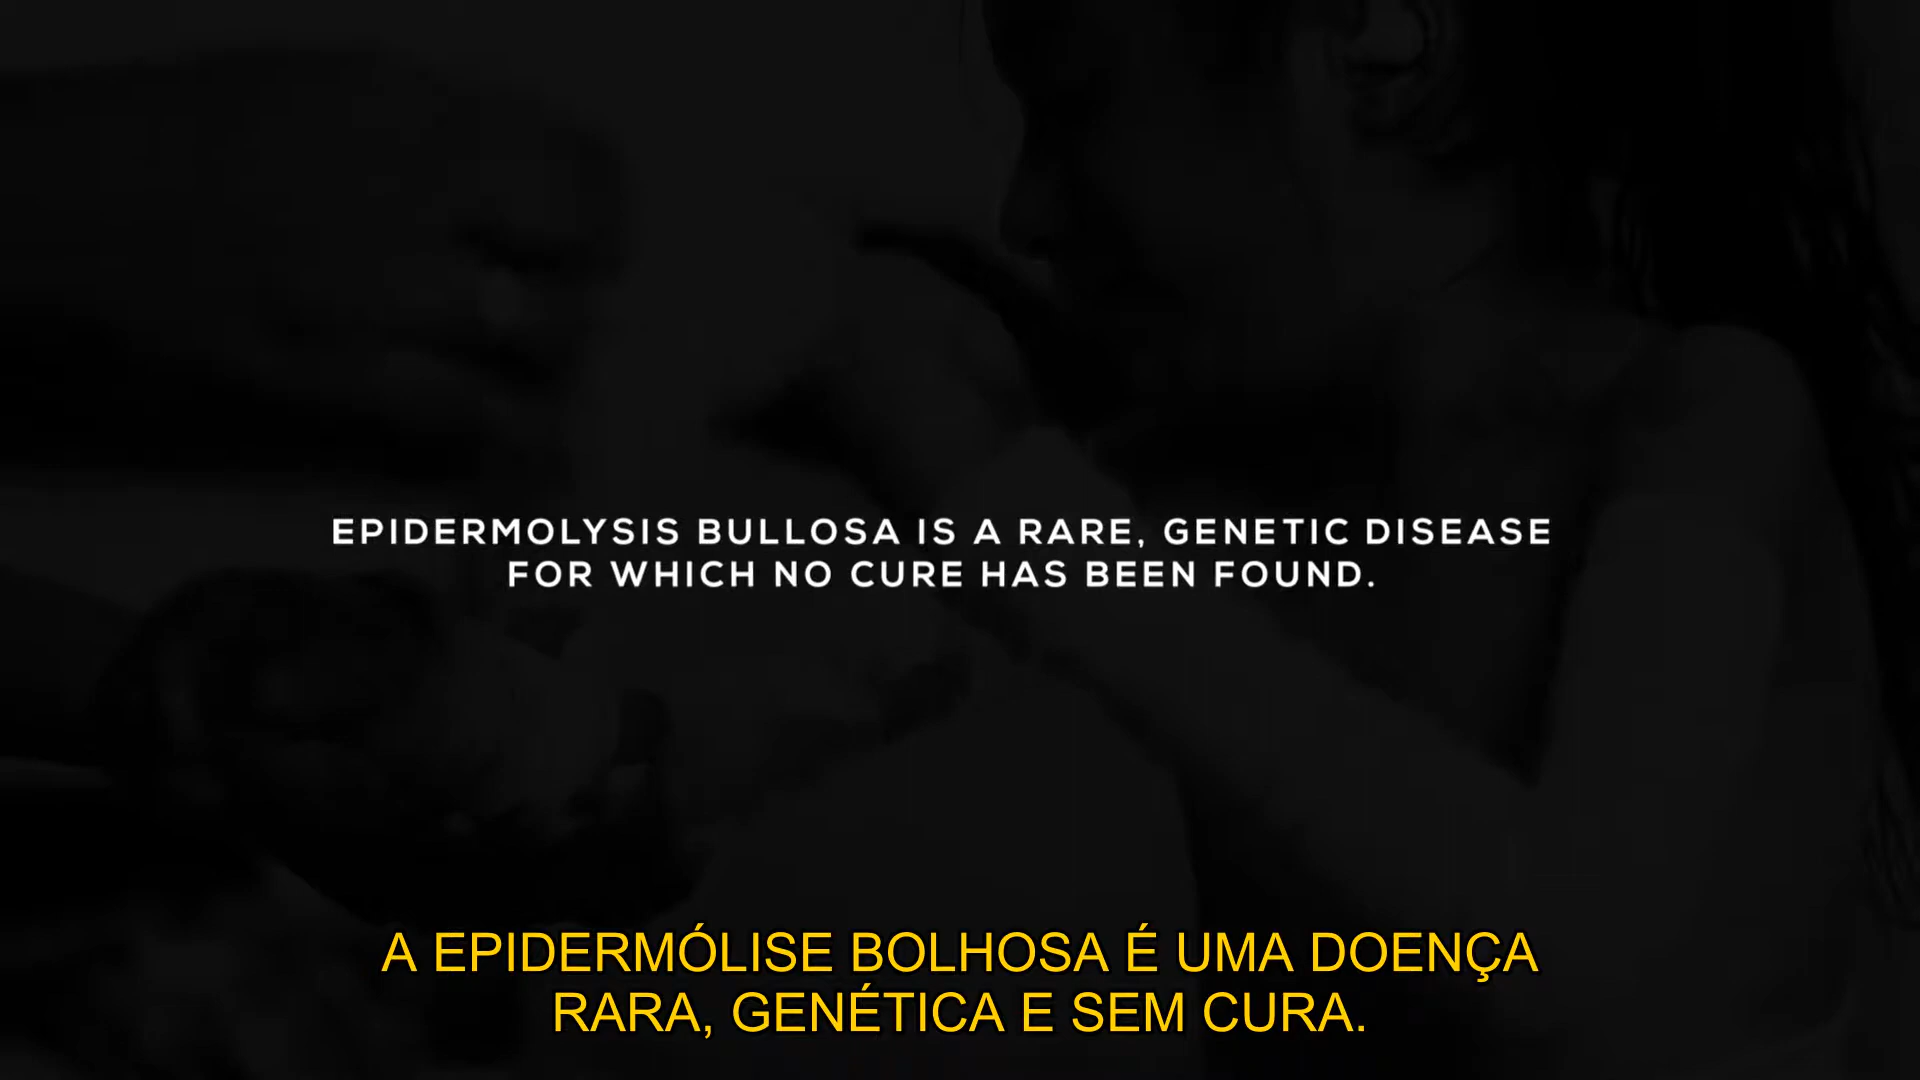 EPIDERMOLYSIS BULLOSA IS A RARE, GENETIC DISEASE
FOR WHICH NO CURE HAS BEEN FOUND.
A EPIDERMÓLISE BOLHOSA É UMA DOENÇA
RARA, GENÉTICA E SEM CURA.